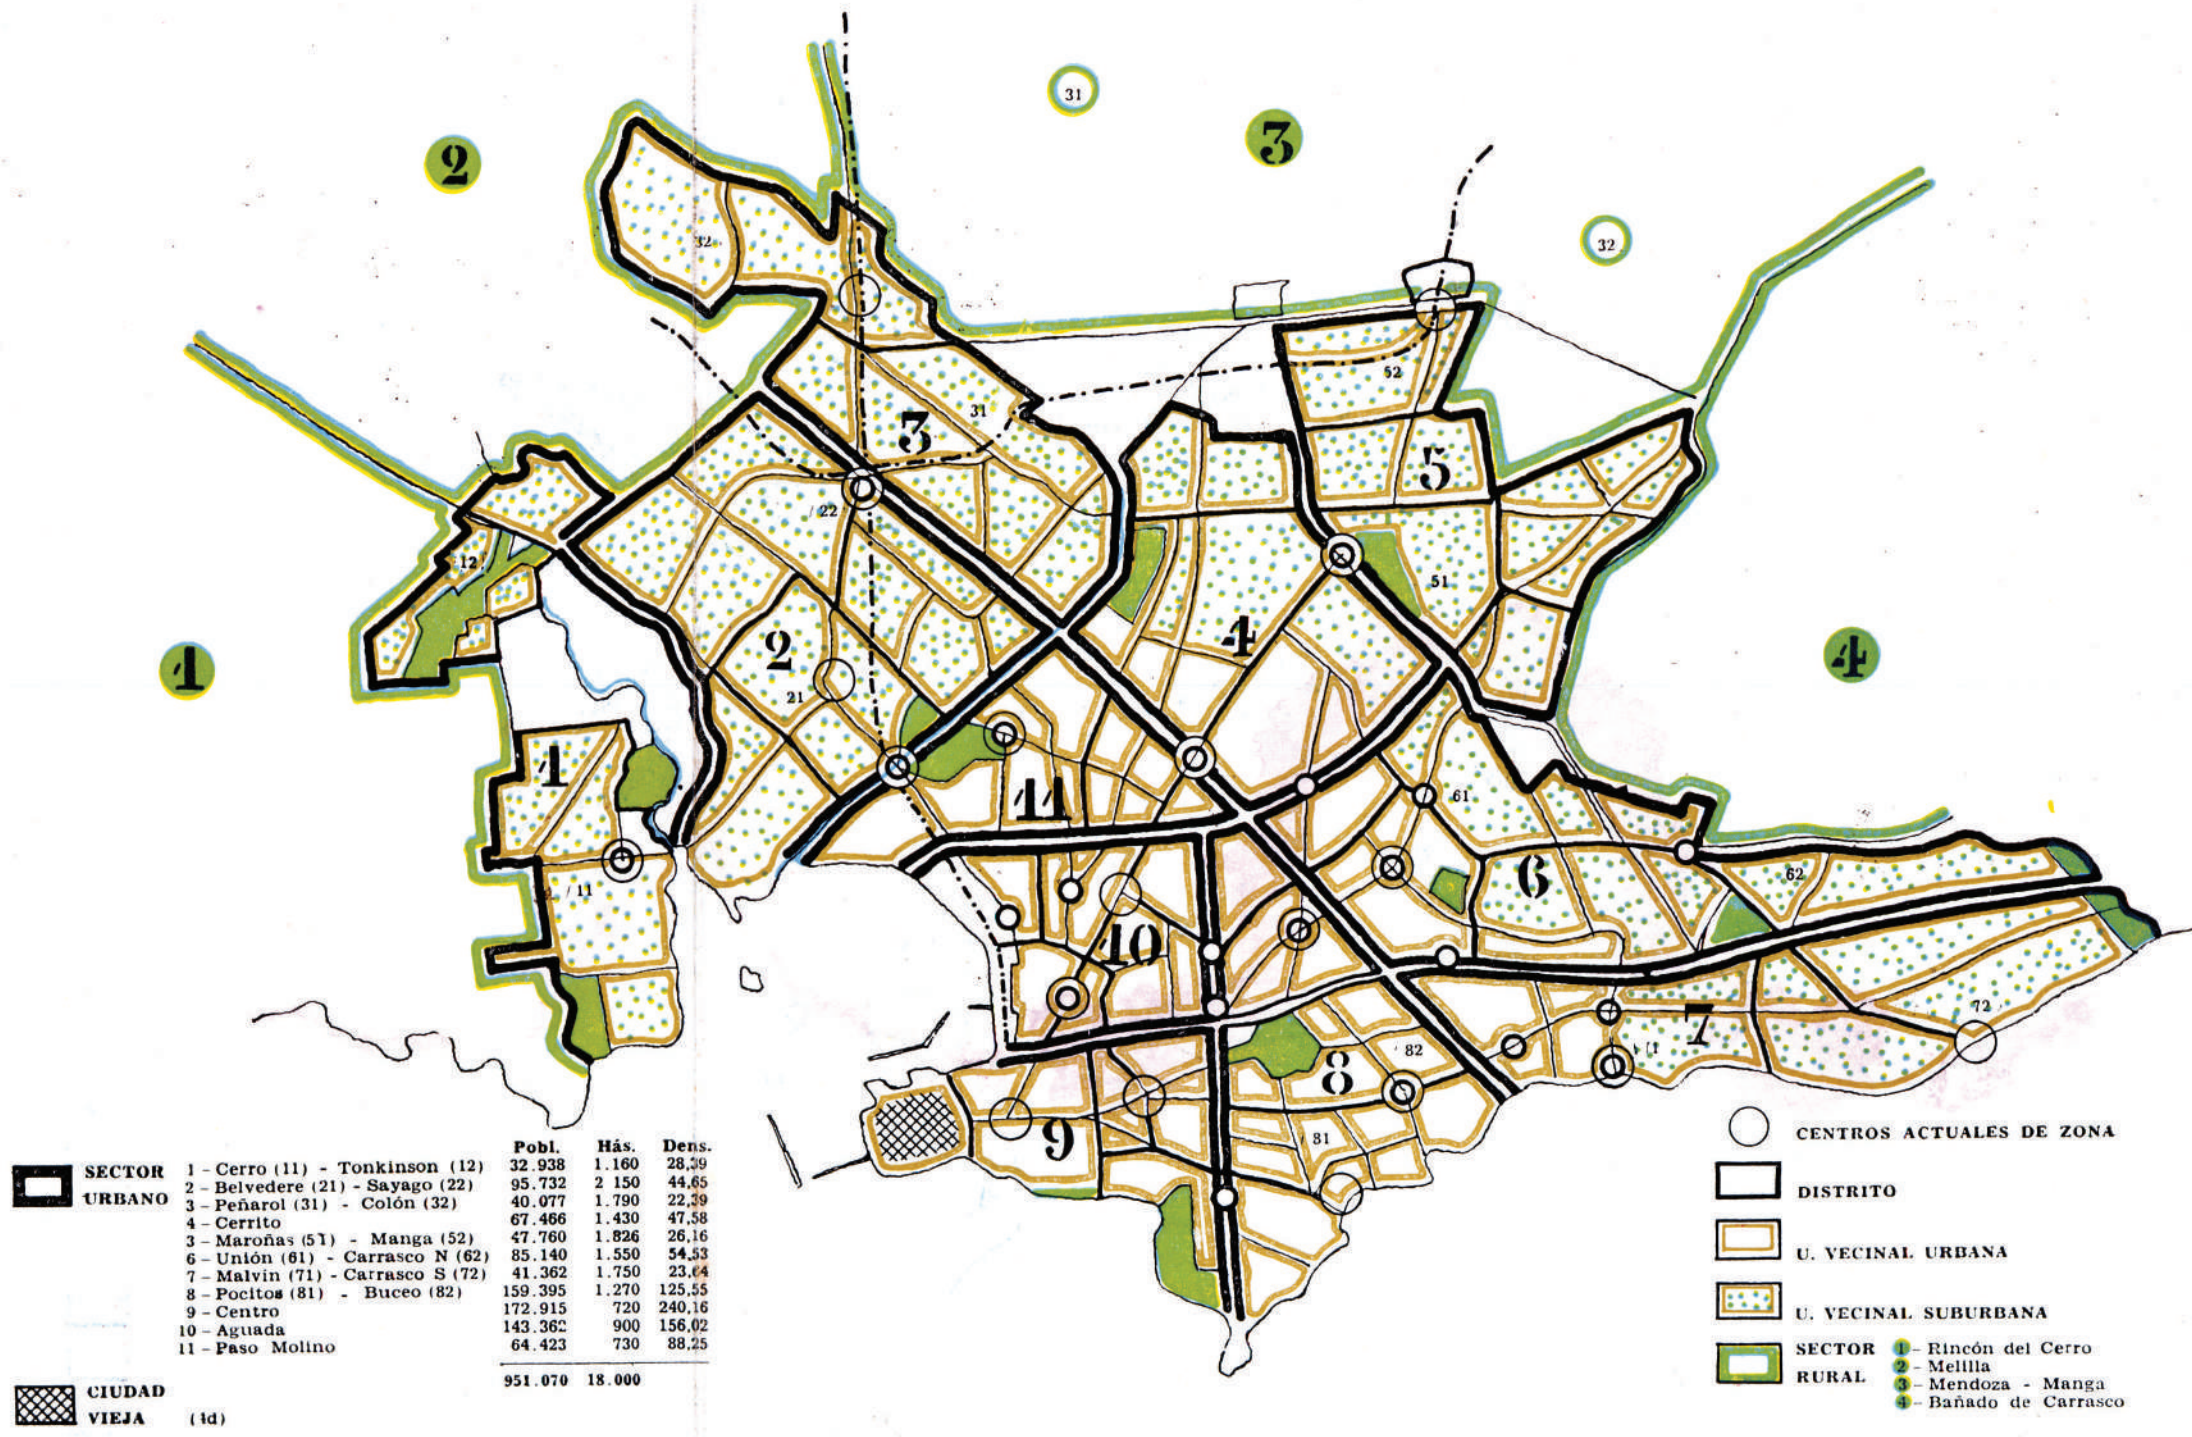 31
3
2
32
32
52
31
3
5
22
12
51
4
2
1
4
21
1
11
61
11
6
62
10
72
7
82
8
81
9
CENTROS ACTUALES DE ZONA
DISTRITO
U. VECINAL URBANA
U. VECINAL SUBURBANA
SECTOR RURAL
1 - Rincón del Cerro
2 - Melilla
3 - Mendoza - Manga
4 - Bañado de Carrasco
SECTOR URBANO
Pobl. Hás. Dens.
1 - Cerro (11) - Tonkinson (12) 32.938 1.160 28,39
2 - Belvedere (21) - Sayago (22) 95.732 2 150 44,65
3 - Peñarol (31) - Colón (32) 40.077 1.790 22,39
4 - Cerrito 67.466 1.430 47,58
3 - Maroñas (51) - Manga (52) 47.760 1.826 26,16
6 - Unión (61) - Carrasco N (62) 85.140 1.550 54,53
7 - Malvin (71) - Carrasco S (72) 41.362 1.750 23,64
8 - Pocitos (81) - Buceo (82) 159.395 1.270 125,55
9 - Centro 172.915 720 240,16
10 - Aguada 143.362 900 156,02
11 - Paso Molino 64.423 730 88,25
951.070 18.000
CIUDAD
VIEJA (1d)